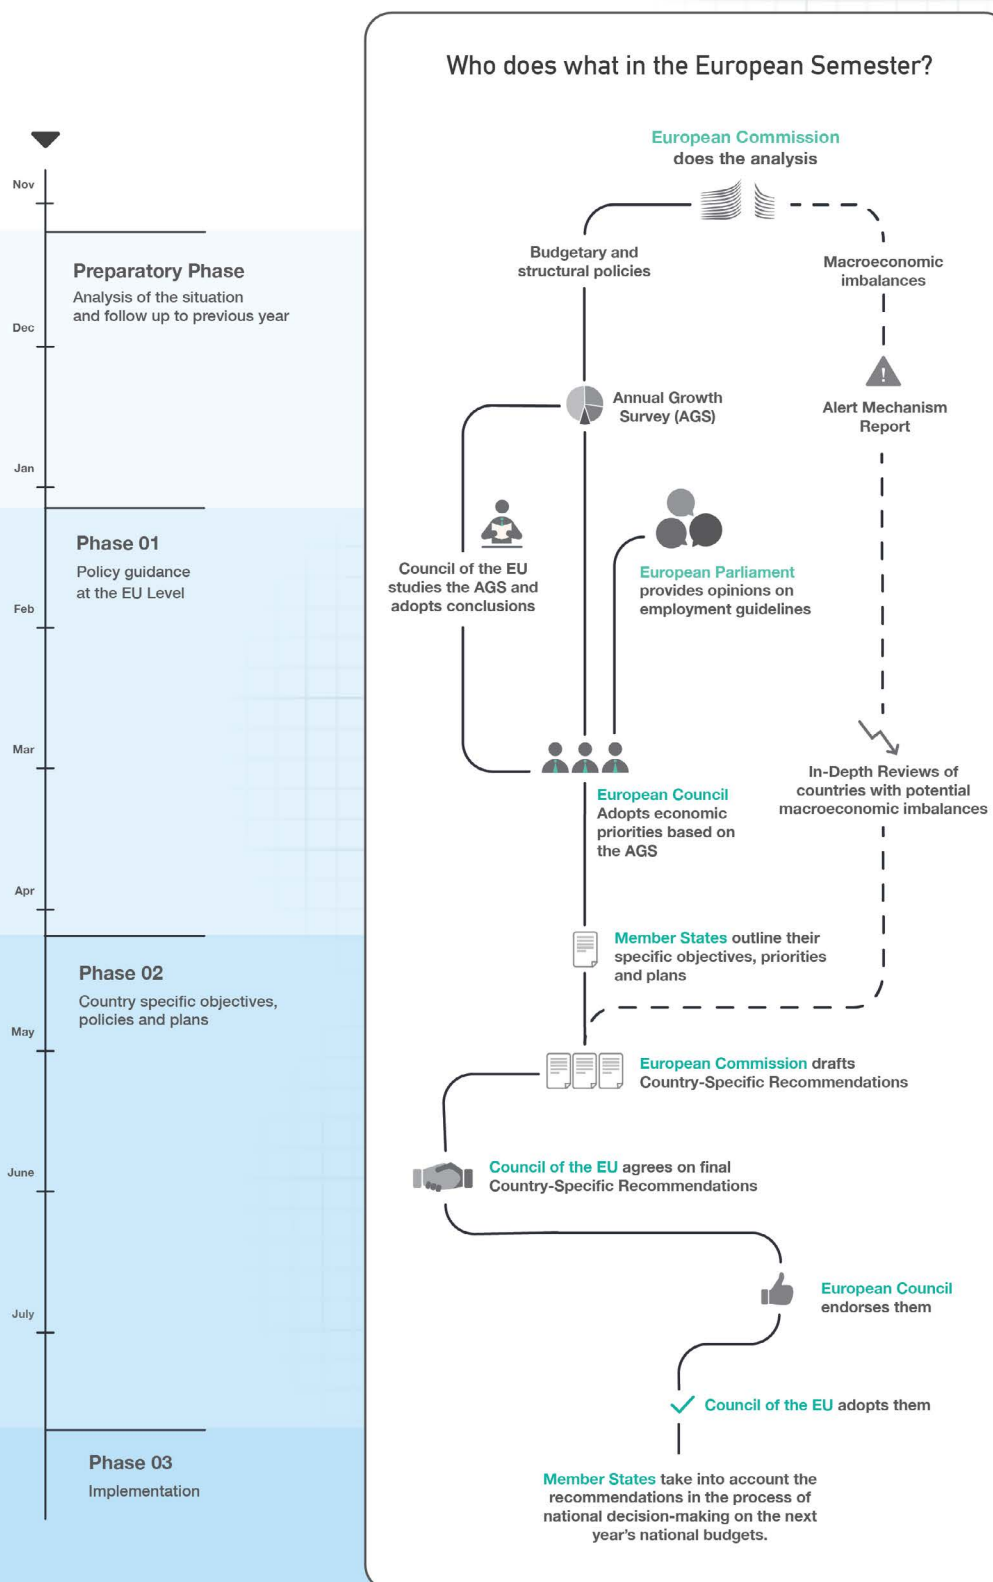 Who does what in the European Semester?
Nov
Preparatory Phase
Analysis of the situation
and follow up to previous year
Dec
Jan
Phase 01
Policy guidance
at the EU Level
Feb
Mar
Apr
Phase 02
Country specific objectives,
policies and plans
May
June
July
Phase 03
Implementation
European Commission
does the analysis
Budgetary and
structural policies
Macroeconomic
imbalances
Annual Growth
Survey (AGS)
!
Alert Mechanism
Report
Council of the EU
studies the AGS and
adopts conclusions
European Parliament
provides opinions on
employment guidelines
European Council
Adopts economic
priorities based on
the AGS
In-Depth Reviews of
countries with potential
macroeconomic imbalances
Member States outline their
specific objectives, priorities
and plans
European Commission drafts
Country-Specific Recommendations
Council of the EU agrees on final
Country-Specific Recommendations
European Council
endorses them
Council of the EU adopts them
Member States take into account the
recommendations in the process of
national decision-making on the next
year's national budgets.